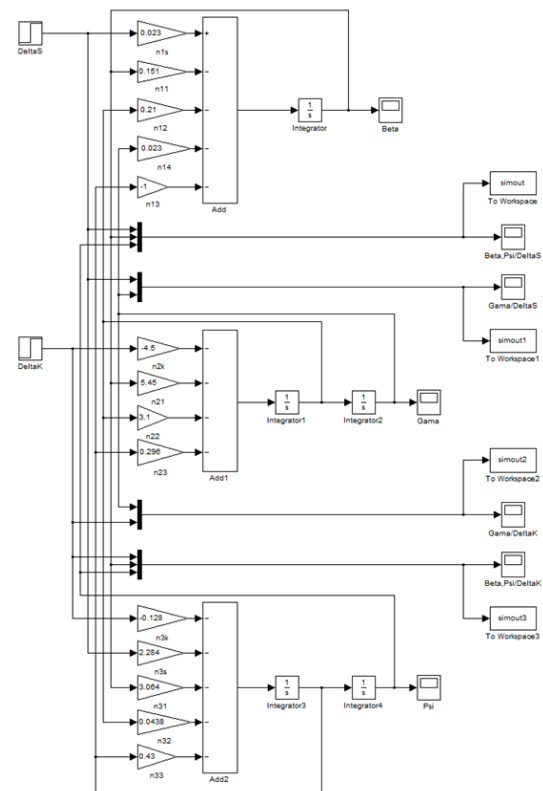 DeltaS
0.023
+
n1s
0.151
−
n11
0.21
−
n12
0.023
−
n14
-1
−
n13
Add
1
s
Integrator
Beta
simout
To Workspace
Beta,Psi/DeltaS
Gama/DeltaS
simout1
To Workspace1
DeltaK
-4.5
−
n2k
5.45
−
n21
3.1
−
n22
0.296
−
n23
Add1
1
s
Integrator1
1
s
Integrator2
Gama
simout2
To Workspace2
Gama/DeltaK
Beta,Psi/DeltaK
simout3
To Workspace3
-0.128
−
n3k
2.284
−
n3s
3.064
−
n31
0.0438
−
n32
0.43
−
n33
Add2
1
s
Integrator3
1
s
Integrator4
Psi